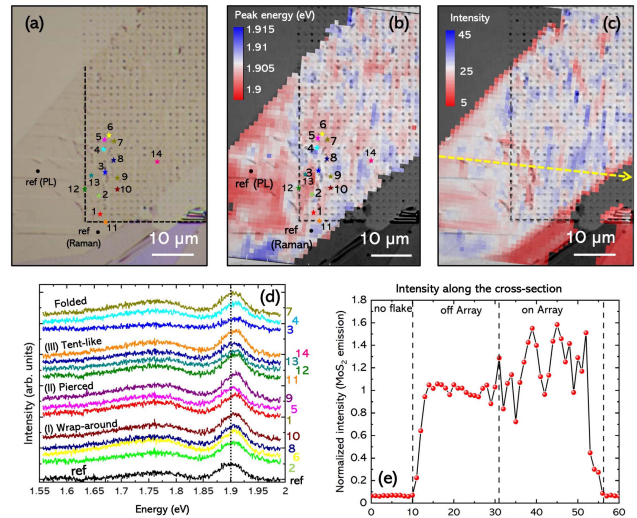 (a)
6
5
7
4
8
14
3
13
9
ref (PL)
12
2
10
1
11
ref
(Raman)
10 µm
(b)
Peak energy (eV)
1.915
1.91
1.905
1.9
6
5
7
4
8
14
3
13
9
ref (PL)
12
2
10
1
11
ref
(Raman)
10 µm
(c)
Intensity
45
25
5
10 µm
(d)
Folded
7
4
3
(III) Tent-like
14
13
12
11
(II) Pierced
9
5
1
(I) Wrap-around
10
8
6
2
ref
ref
Intensity (arb. units)
1.55 1.6 1.65 1.7 1.75 1.8 1.85 1.9 1.95 2
Energy (eV)
Intensity along the cross-section
no flake
off Array
on Array
1.8
1.6
1.4
1.2
1.0
0.8
0.6
0.4
0.2
0.0
Normalized intensity (MoS2 emission)
(e)
0 10 20 30 40 50 60
Position (µm)